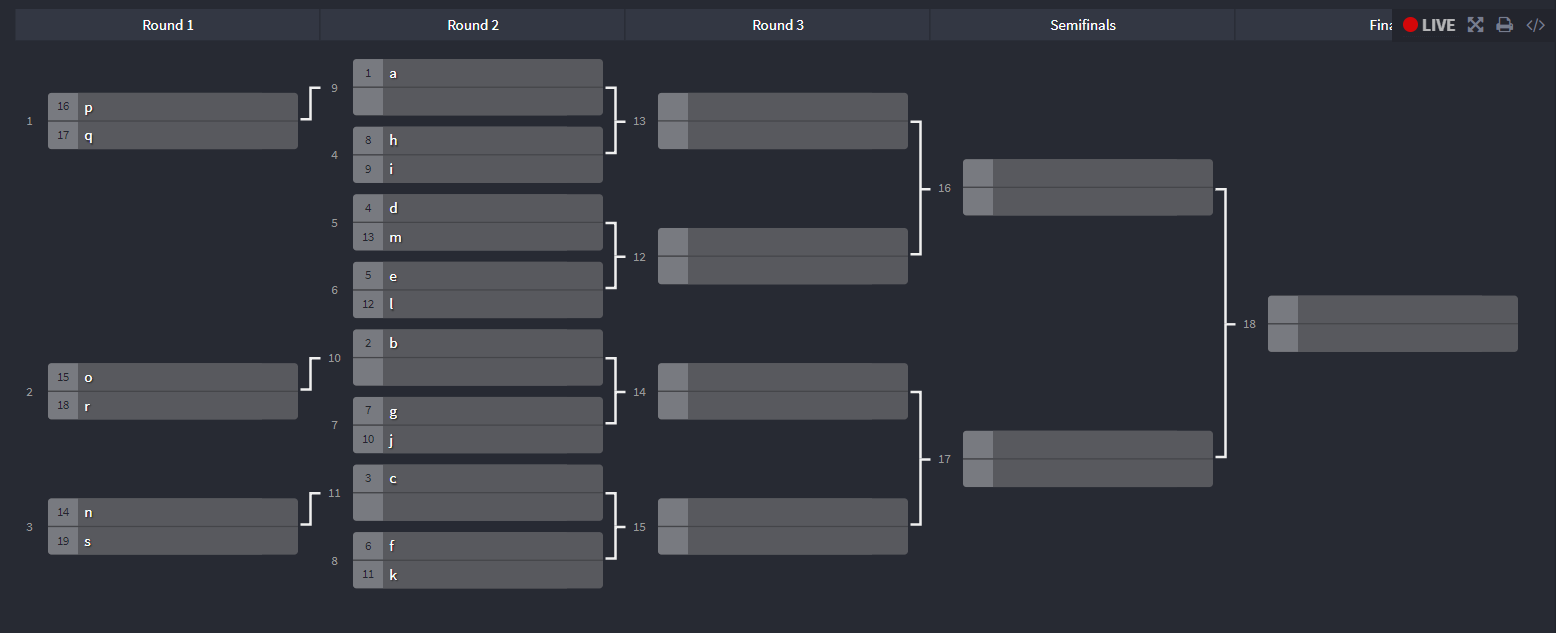 Round 1 Round 2 Round 3 Semifinals Fina LIVE
1
16 p
17 q
2
15 o
18 r
3
14 n
19 s
9
1 a
4
8 h
9 i
5
4 d
13 m
6
5 e
12 l
10
2 b
7
7 g
10 j
11
3 c
8
6 f
11 k
13
12
14
15
16
17
18